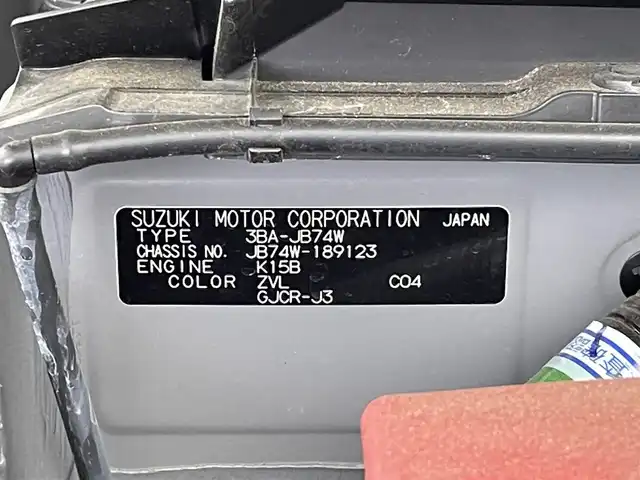 SUZUKI MOTOR CORPORATION JAPAN
TYPE 3BA-JB74W
CHASSIS NO. JB74W-189123
ENGINE K15B
COLOR ZVL C04
GJCR-J3